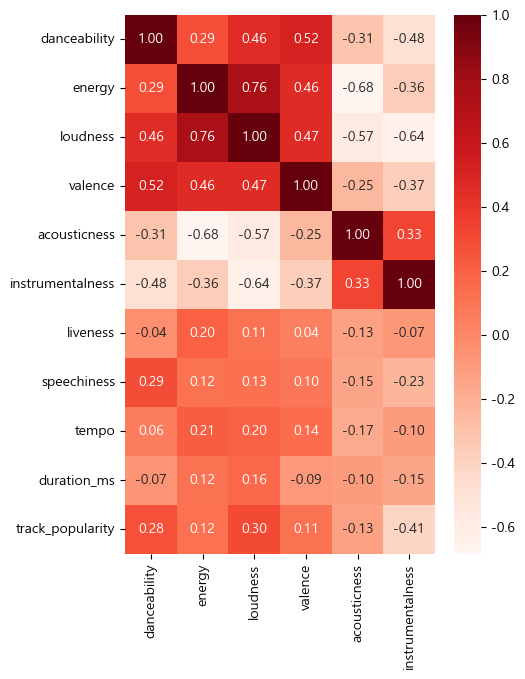 danceability 1.00 0.29 0.46 0.52 -0.31 -0.48
energy 0.29 1.00 0.76 0.46 -0.68 -0.36
loudness 0.46 0.76 1.00 0.47 -0.57 -0.64
valence 0.52 0.46 0.47 1.00 -0.25 -0.37
acousticness -0.31 -0.68 -0.57 -0.25 1.00 0.33
instrumentalness -0.48 -0.36 -0.64 -0.37 0.33 1.00
liveness -0.04 0.20 0.11 0.04 -0.13 -0.07
speechiness 0.29 0.12 0.13 0.10 -0.15 -0.23
tempo 0.06 0.21 0.20 0.14 -0.17 -0.10
duration_ms -0.07 0.12 0.16 -0.09 -0.10 -0.15
track_popularity 0.28 0.12 0.30 0.11 -0.13 -0.41
danceability
energy
loudness
valence
acousticness
instrumentalness
1.0
0.8
0.6
0.4
0.2
0.0
-0.2
-0.4
-0.6